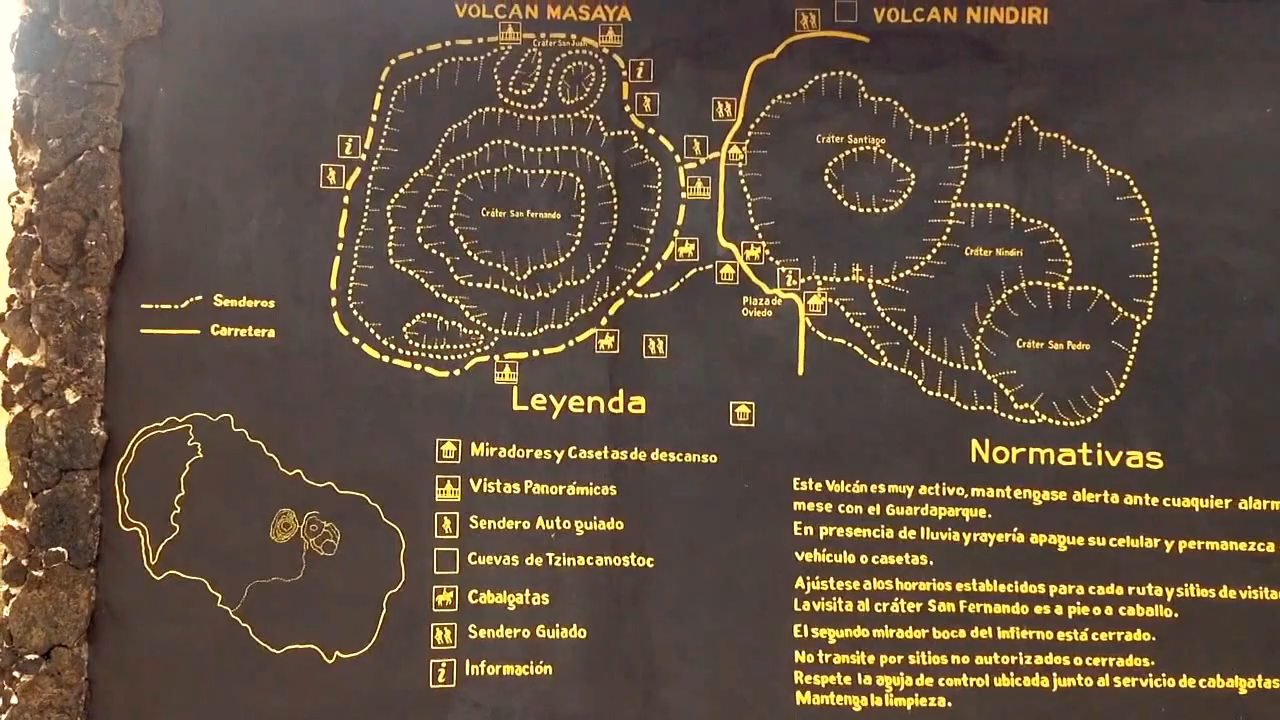 VOLCAN MASAYA
VOLCAN NINDIRI
Cráter San Juan
Cráter Santiago
Cráter San Fernando
Cráter Nindiri
Plaza de
Oviedo
Cráter San Pedro
Senderos
Carretera
Leyenda
Miradores y Casetas de descanso
Vistas Panorámicas
Sendero Auto guiado
Cuevas de Tzinacanostoc
Cabalgatas
Sendero Guiado
Información
Normativas
Este Volcán es muy activo, mantengase alerta ante cuaquier alarm
mese con el Guardaparque.
En presencia de lluvia y rayería apague su celular y permanezca
vehículo o casetas.
Ajústese a los horarios establecidos para cada ruta y sitios de visita
La visita al cráter San Fernando es a pie o a caballo.
El segundo mirador boca del infierno está cerrado.
No transite por sitios no autorizados o cerrados.
Respete la aguja de control ubicada junto al servicio de cabalgatas
Mantenga la limpieza.